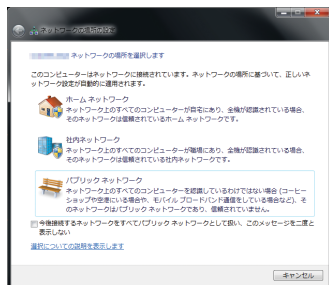 ネットワークの場所の設定
ネットワークの場所を選択します
このコンピューターはネットワークに接続されています。ネットワークの場所に基づいて、正しいネ
ットワーク設定が自動的に適用されます。
ホーム ネットワーク
ネットワーク上のすべてのコンピューターが自宅にあり、全機が認識されている場合、
そのネットワークは信頼されているホーム ネットワークです。
社内ネットワーク
ネットワーク上のすべてのコンピューターが職場にあり、全機が認識されている場合、
そのネットワークは信頼されている社内ネットワークです。
パブリック ネットワーク
ネットワーク上のすべてのコンピューターを認識しているわけではない場合 (コーヒー
ショップや空港にいる場合や、モバイル ブロードバンド通信をしている場合など)、そ
のネットワークはパブリック ネットワークであり、信頼されていません。
今後接続するネットワークをすべてパブリック ネットワークとして扱い、このメッセージを二度と
表示しない
選択についての説明を表示します
キャンセル